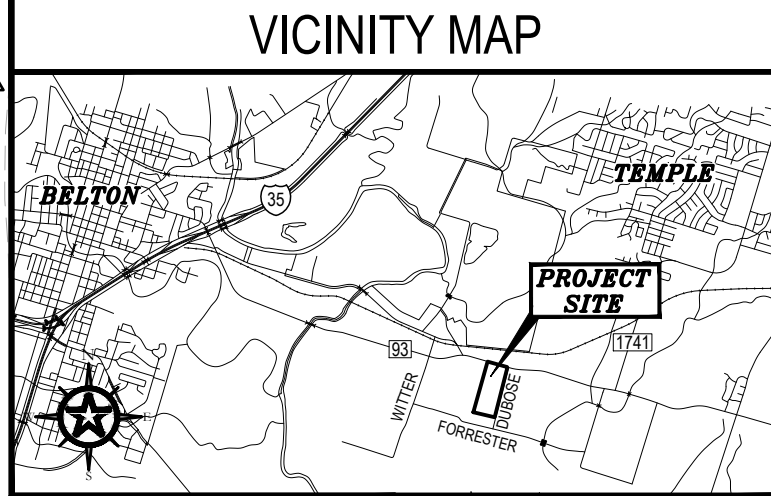 VICINITY MAP
BELTON
35
TEMPLE
PROJECT
SITE
93
1741
WITTER
DUBOSE
FORRESTER
E
S